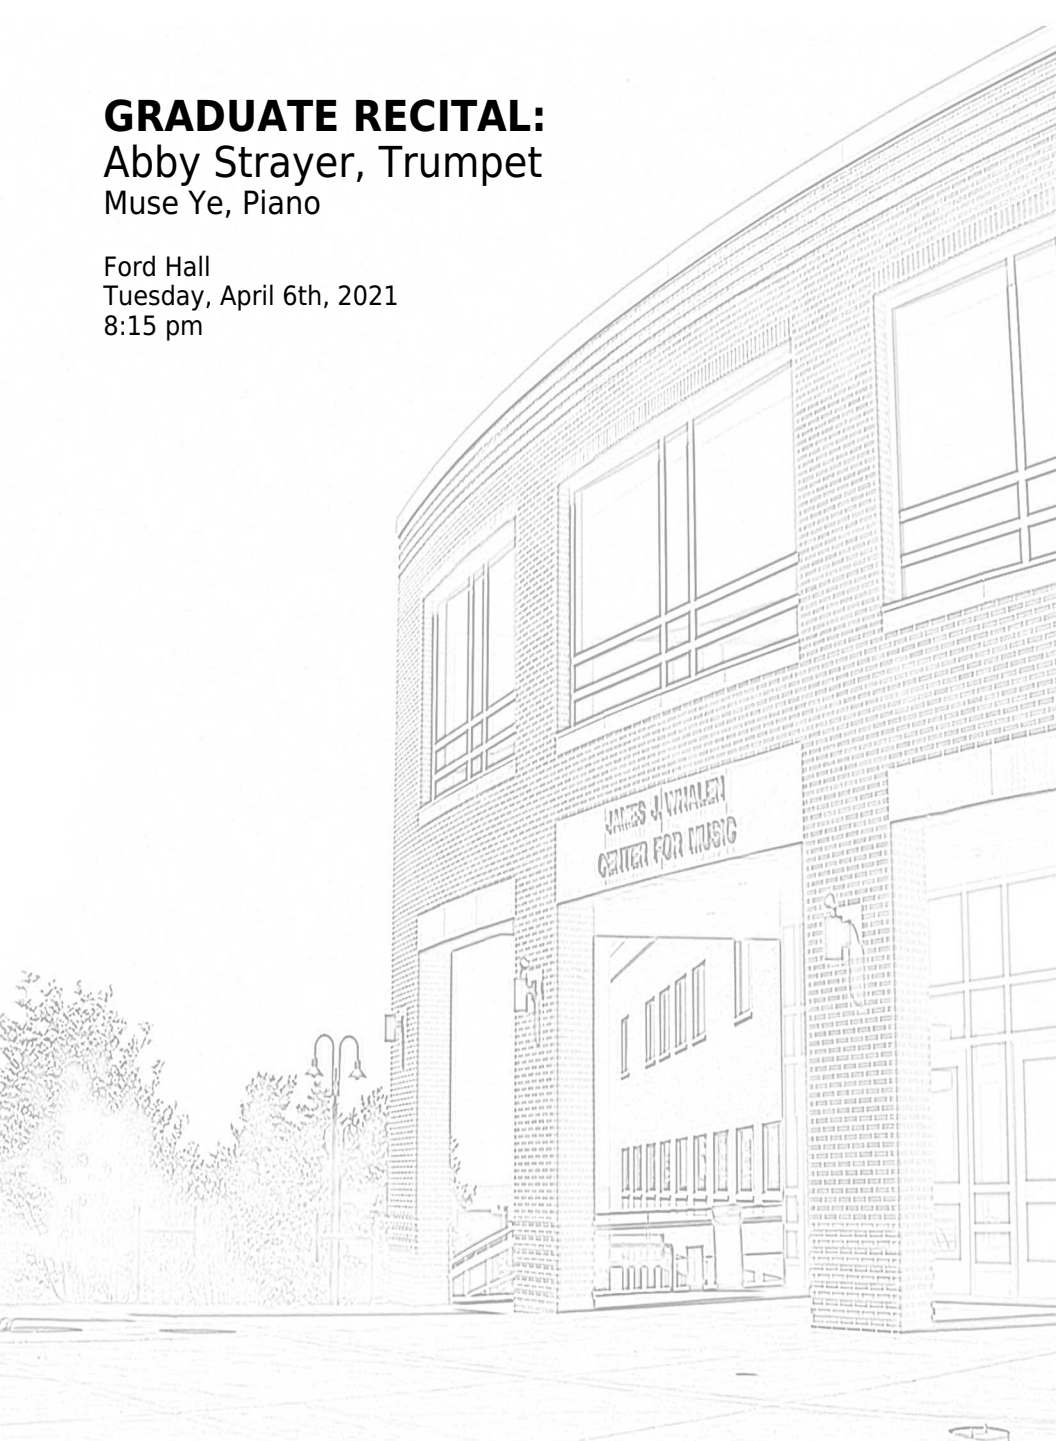 GRADUATE RECITAL:
Abby Strayer, Trumpet
Muse Ye, Piano
Ford Hall
Tuesday, April 6th, 2021
8:15 pm
JAMES J. WHALEN
CENTER FOR MUSIC